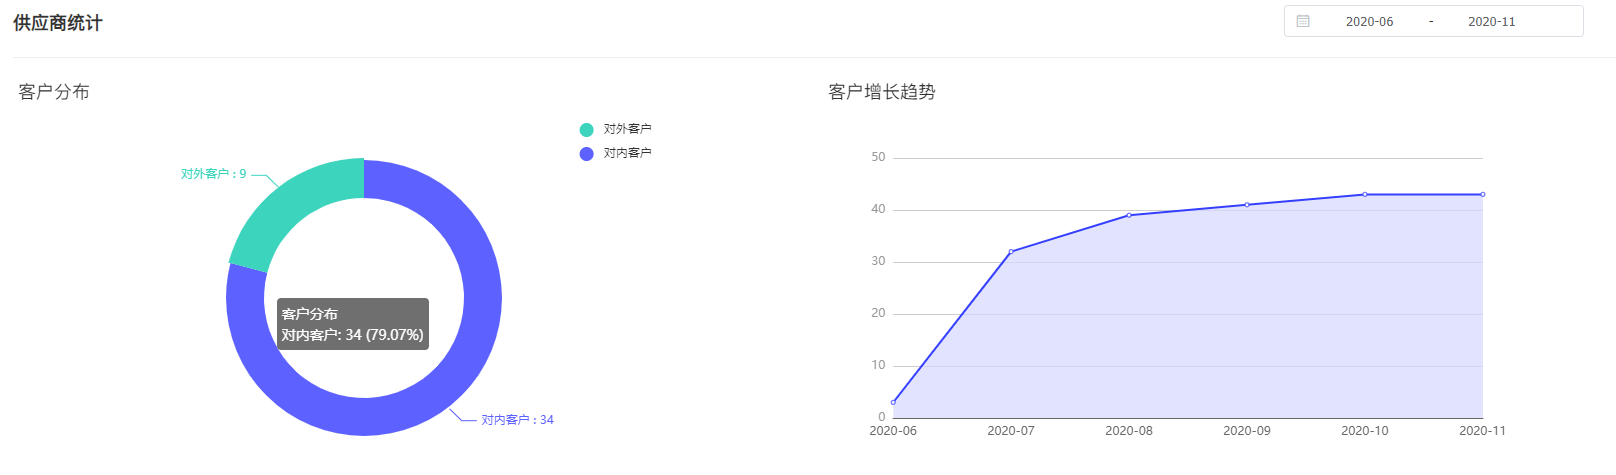 供应商统计
2020-06 - 2020-11
客户分布
对外客户
对内客户
对外客户 : 9
客户分布
对内客户: 34 (79.07%)
对内客户 : 34
客户增长趋势
50
40
30
20
10
0
2020-06 2020-07 2020-08 2020-09 2020-10 2020-11